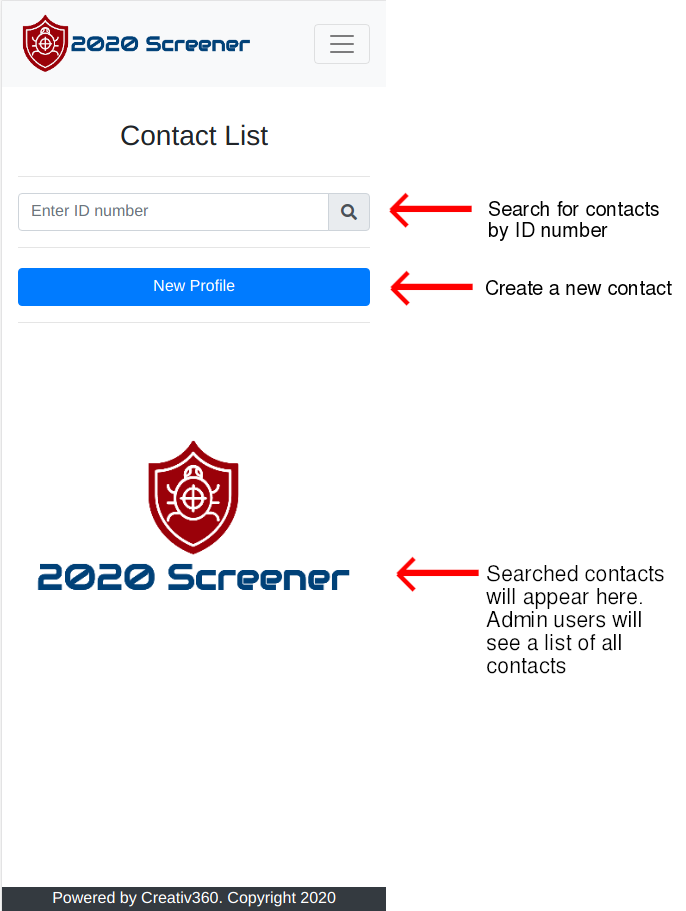 2020 Screener
Contact List
Enter ID number
Search for contacts
by ID number
New Profile
Create a new contact
2020 Screener
Searched contacts
will appear here.
Admin users will
see a list of all
contacts
Powered by Creativ360. Copyright 2020